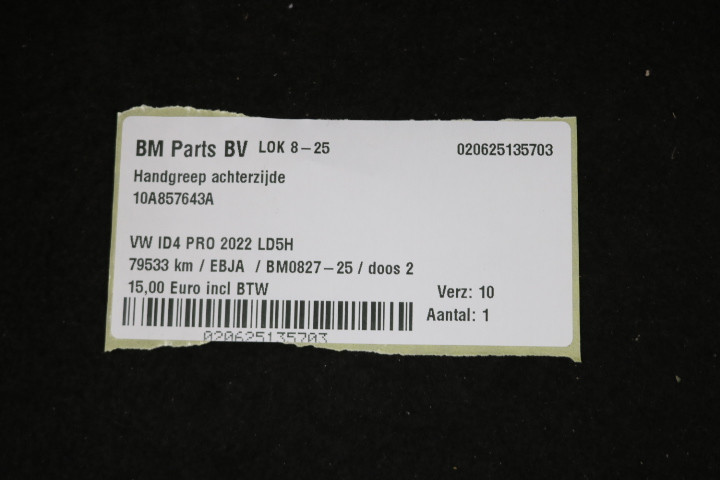 BM Parts BV LOK 8-25 020625135703
Handgreep achterzijde
10A857643A
VW ID4 PRO 2022 LD5H
79533 km / EBJA / BM0827-25 / doos 2
15,00 Euro incl BTW Verz: 10
Aantal: 1
020625135703